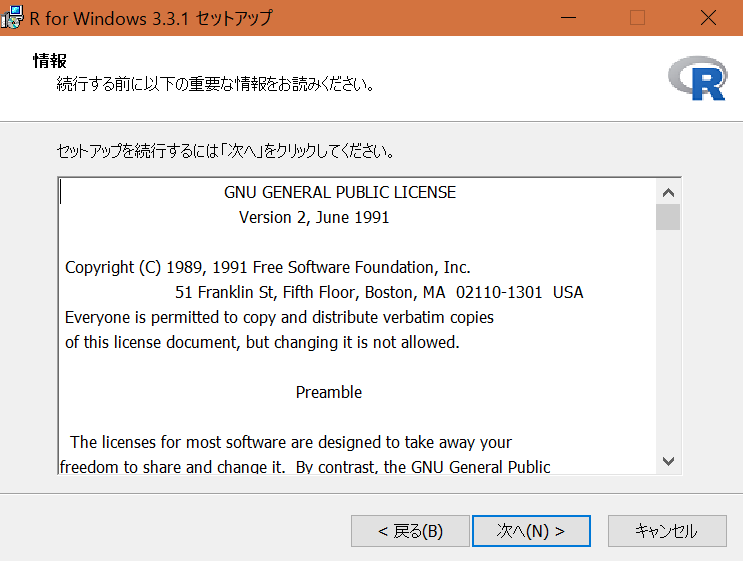 R for Windows 3.3.1 セットアップ
情報
続行する前に以下の重要な情報をお読みください。
R
セットアップを続行するには「次へ」をクリックしてください。
GNU GENERAL PUBLIC LICENSE
Version 2, June 1991
Copyright (C) 1989, 1991 Free Software Foundation, Inc.
51 Franklin St, Fifth Floor, Boston, MA  02110-1301  USA
Everyone is permitted to copy and distribute verbatim copies
of this license document, but changing it is not allowed.
Preamble
The licenses for most software are designed to take away your
freedom to share and change it.  By contrast, the GNU General Public
< 戻る(B)
次へ(N) >
キャンセル